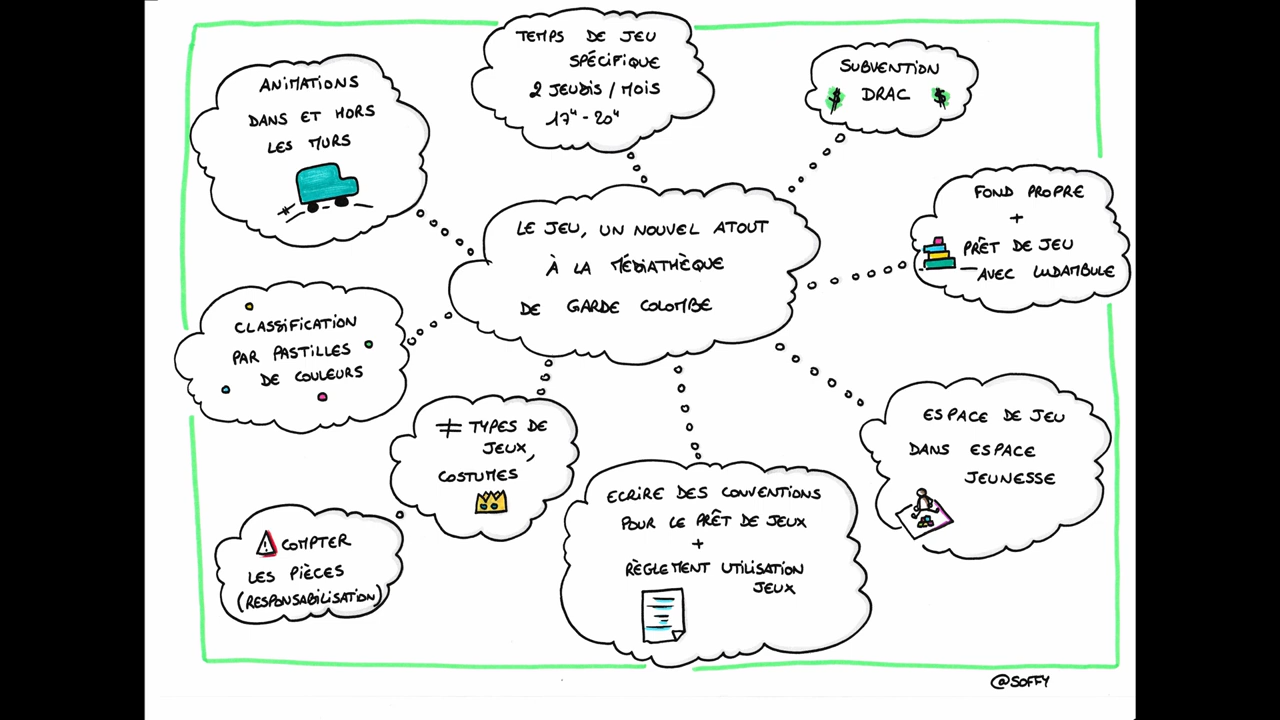 TEMPS DE JEU
SPÉCIFIQUE
2 JEUDIS / MOIS
17H - 20H
SUBVENTION
$ DRAC $
ANIMATIONS
DANS ET HORS
LES MURS
FOND PROPRE
+
PRÊT DE JEU
AVEC LUDAMBULE
LE JEU, UN NOUVEL ATOUT
À LA MÉDIATHÈQUE
DE GARDE COLOMBE
CLASSIFICATION
PAR PASTILLES
DE COULEURS
≠ TYPES DE
JEUX,
COSTUMES
ESPACE DE JEU
DANS ESPACE
JEUNESSE
ECRIRE DES CONVENTIONS
POUR LE PRÊT DE JEUX
+
RÈGLEMENT UTILISATION
JEUX
! COMPTER
LES PIÈCES
(RESPONSABILISATION)
@SOFFY